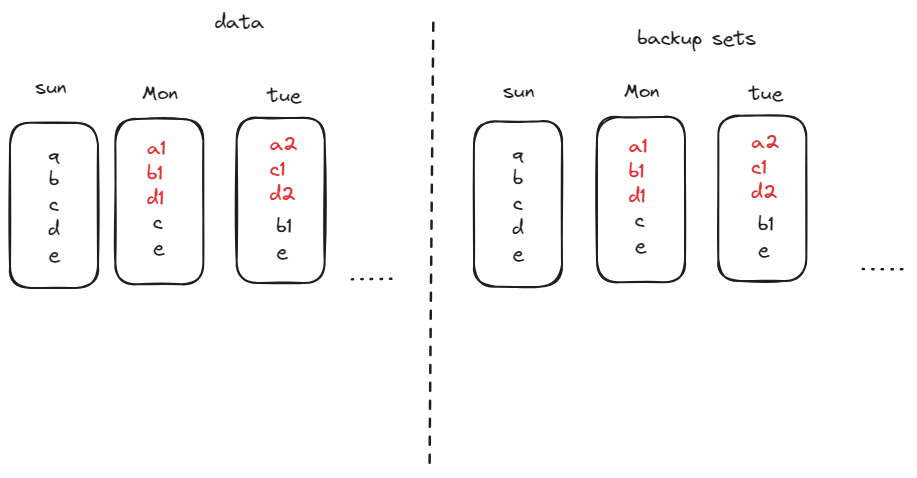 data
backup sets
sun
Mon
tue
a
b
c
d
e
a1
b1
d1
c
e
a2
c1
d2
b1
e
.....
sun
Mon
tue
a
b
c
d
e
a1
b1
d1
c
e
a2
c1
d2
b1
e
.....